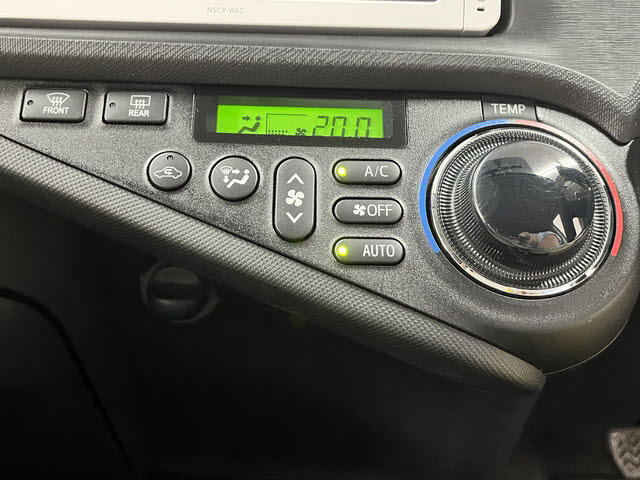 NSCP-W62
FRONT
REAR
20.0
TEMP
A/C
OFF
AUTO